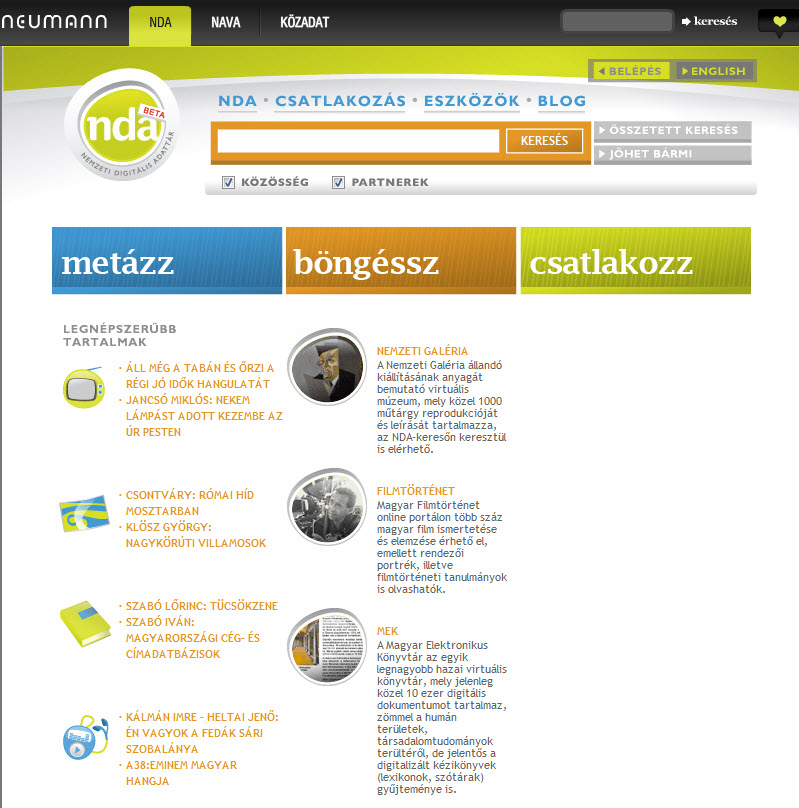 neumann
NDA NAVA KÖZADAT
keresés
BELÉPÉS ENGLISH
NDA • CSATLAKOZÁS • ESZKÖZÖK • BLOG
nda
BETA
NEMZETI DIGITÁLIS ADATTÁR
KERESÉS
ÖSSZETETT KERESÉS
JÖHET BÁRMI
KÖZÖSSÉG PARTNEREK
metázz böngéssz csatlakozz
LEGNÉPSZERŰBB
TARTALMAK
· ÁLL MÉG A TABÁN ÉS ŐRZI A
RÉGI JÓ IDŐK HANGULATÁT
· JANCSÓ MIKLÓS: NEKEM
LÁMPÁST ADOTT KEZEMBE AZ
ÚR PESTEN
· CSONTVÁRY: RÓMAI HÍD
MOSZTARBAN
· KLÖSZ GYÖRGY:
NAGYKÖRÚTI VILLAMOSOK
· SZABÓ LŐRINC: TÜCSÖKZENE
· SZABÓ IVÁN:
MAGYARORSZÁGI CÉG- ÉS
CÍMADATBÁZISOK
· KÁLMÁN IMRE - HELTAI JENŐ:
ÉN VAGYOK A FEDÁK SÁRI
SZOBALÁNYA
· A38:EMINEM MAGYAR
HANGJA
NEMZETI GALÉRIA
A Nemzeti Galéria állandó
kiállításának anyagát
bemutató virtuális
múzeum, mely közel 1000
műtárgy reprodukcióját
és leírását tartalmazza,
az NDA-keresőn keresztül
is elérhető.
FILMTÖRTÉNET
Magyar Filmtörténet
online portálon több száz
magyar film ismertetése
és elemzése érhető el,
emellett rendezői
portrék, illetve
filmtörténeti tanulmányok
is olvashatók.
MEK
A Magyar Elektronikus
Könyvtár az egyik
legnagyobb hazai virtuális
könyvtár, mely jelenleg
közel 10 ezer digitális
dokumentumot tartalmaz,
zömmel a humán
területek,
társadalomtudományok
terültéről, de jelentős a
digitalizált kézikönyvek
(lexikonok, szótárak)
gyűjteménye is.